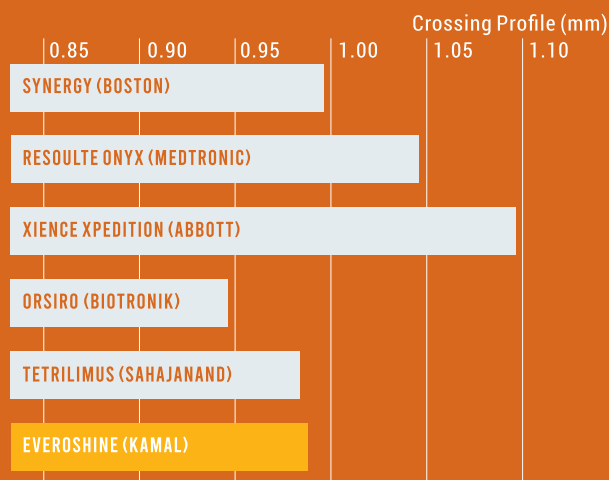 Crossing Profile (mm)
0.85 0.90 0.95 1.00 1.05 1.10
SYNERGY (BOSTON)
RESOULTE ONYX (MEDTRONIC)
XIENCE XPEDITION (ABBOTT)
ORSIRO (BIOTRONIK)
TETRILIMUS (SAHAJANAND)
EVEROSHINE (KAMAL)